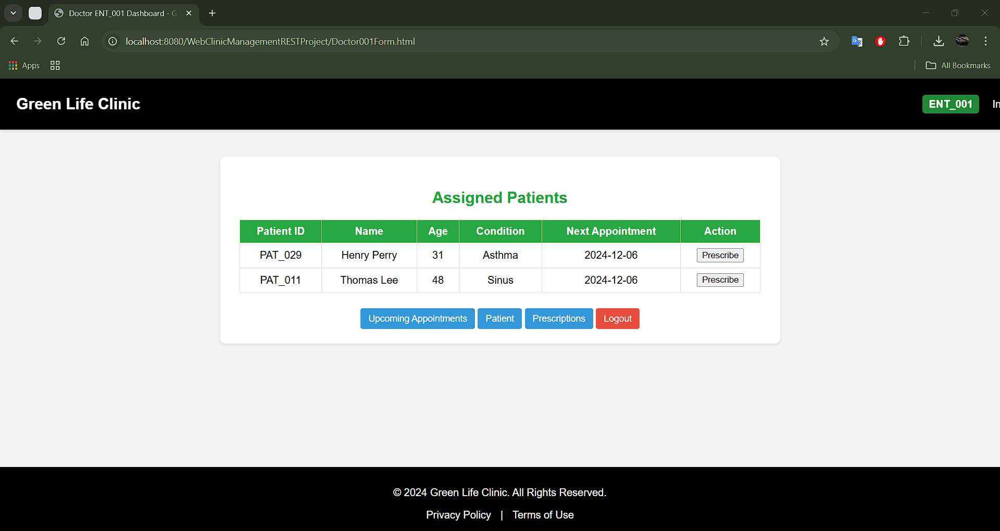 Doctor ENT_001 Dashboard - G
localhost:8080/WebClinicManagementRESTProject/Doctor001Form.html
Apps
All Bookmarks
Green Life Clinic
ENT_001
In
Assigned Patients
Patient ID Name Age Condition Next Appointment Action
PAT_029 Henry Perry 31 Asthma 2024-12-06 Prescribe
PAT_011 Thomas Lee 48 Sinus 2024-12-06 Prescribe
Upcoming Appointments Patient Prescriptions Logout
© 2024 Green Life Clinic. All Rights Reserved.
Privacy Policy | Terms of Use